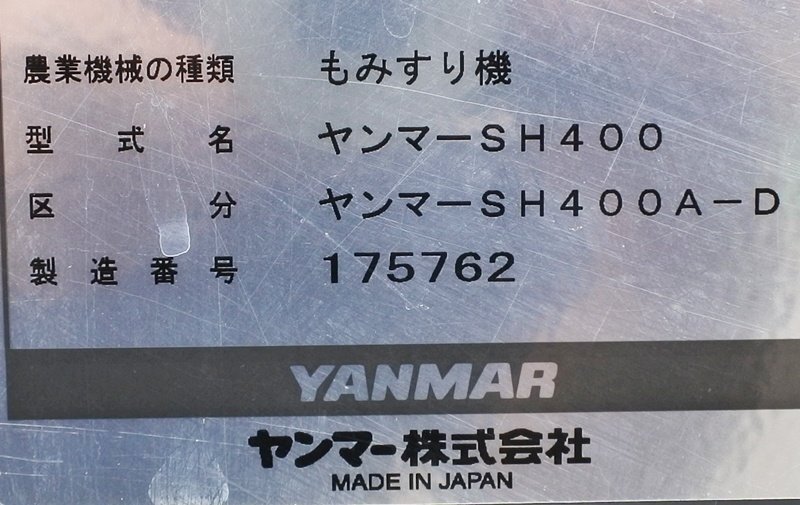 農業機械の種類 もみすり機
型式名 ヤンマーSH400
区分 ヤンマーSH400A-D
製造番号 175762
YANMAR
ヤンマー株式会社
MADE IN JAPAN